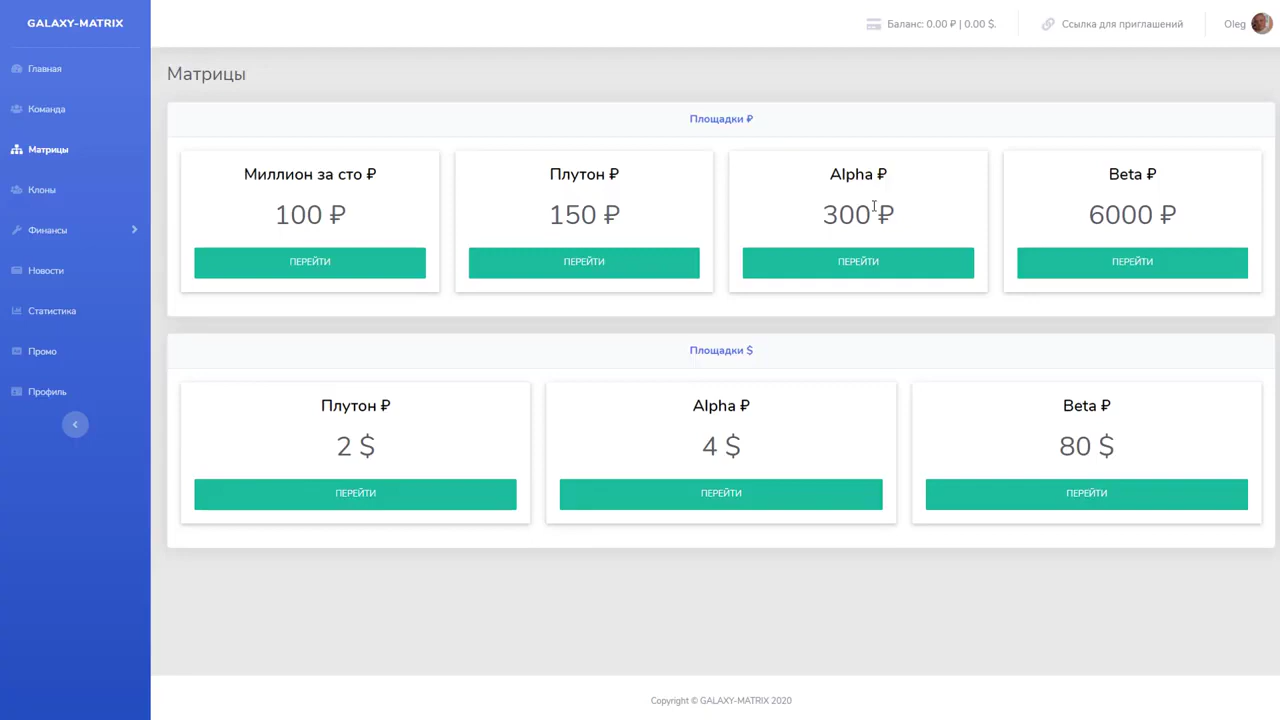 GALAXY-MATRIX
Баланс: 0.00 ₽ | 0.00 $.
Ссылка для приглашений
Oleg
Главная
Команда
Матрицы
Клоны
Финансы
Новости
Статистика
Промо
Профиль
Матрицы
Площадки ₽
Миллион за сто ₽
100 ₽
ПЕРЕЙТИ
Плутон ₽
150 ₽
ПЕРЕЙТИ
Alpha ₽
300 ₽
ПЕРЕЙТИ
Beta ₽
6000 ₽
ПЕРЕЙТИ
Площадки $
Плутон ₽
2 $
ПЕРЕЙТИ
Alpha ₽
4 $
ПЕРЕЙТИ
Beta ₽
80 $
ПЕРЕЙТИ
Copyright © GALAXY-MATRIX 2020